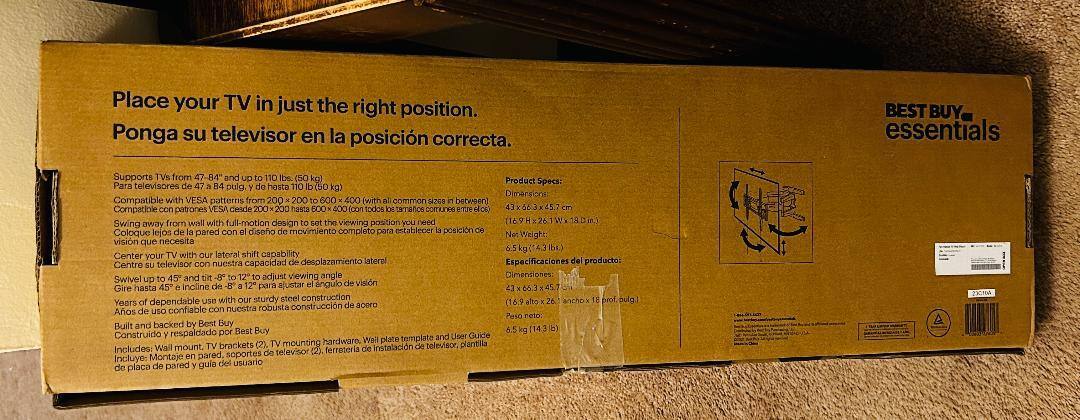 Place your TV in just the right position.
Ponga su televisor en la posición correcta.
Supports TVs from 47-84" and up to 110 lbs. (50 kg)
Para televisores de 47 a 84 pulg. y de hasta 110 lb (50 kg)
Compatible with VESA patterns from 200 × 200 to 600 × 400 (with all common sizes in between)
Compatible con patrones VESA desde 200 × 200 hasta 600 × 400 (con todos los tamaños comunes entre ellos)
Swing away from wall with full-motion design to set the viewing position you need
Coloque lejos de la pared con el diseño de movimiento completo para establecer la posición de
visión que necesita
Center your TV with our lateral shift capability
Centre su televisor con nuestra capacidad de desplazamiento lateral
Swivel up to 45° and tilt -8° to 12° to adjust viewing angle
Gire hasta 45° e incline de -8° a 12° para ajustar el ángulo de visión
Years of dependable use with our sturdy steel construction
Años de uso confiable con nuestra robusta construcción de acero
Built and backed by Best Buy
Construido y respaldado por Best Buy
Includes: Wall mount, TV brackets (2), TV mounting hardware, Wall plate template and User Guide
Incluye: Montaje en pared, soportes de televisor (2), ferretería de instalación de televisor, plantilla
de placa de pared y guía del usuario
Product Specs:
Dimensions:
43 x 66.3 x 45.7 cm
(16.9 H x 26.1 W x 18.0 in.)
Net Weight:
6.5 kg (14.3 lbs.)
Especificaciones del producto:
Dimensiones:
43 x 66.3 x 45.7 cm
(16.9 alto x 26.1 ancho x 18 prof. pulg.)
Peso neto:
6.5 kg (14.3 lb)
BEST BUY
essentials
23C10A
Made in China